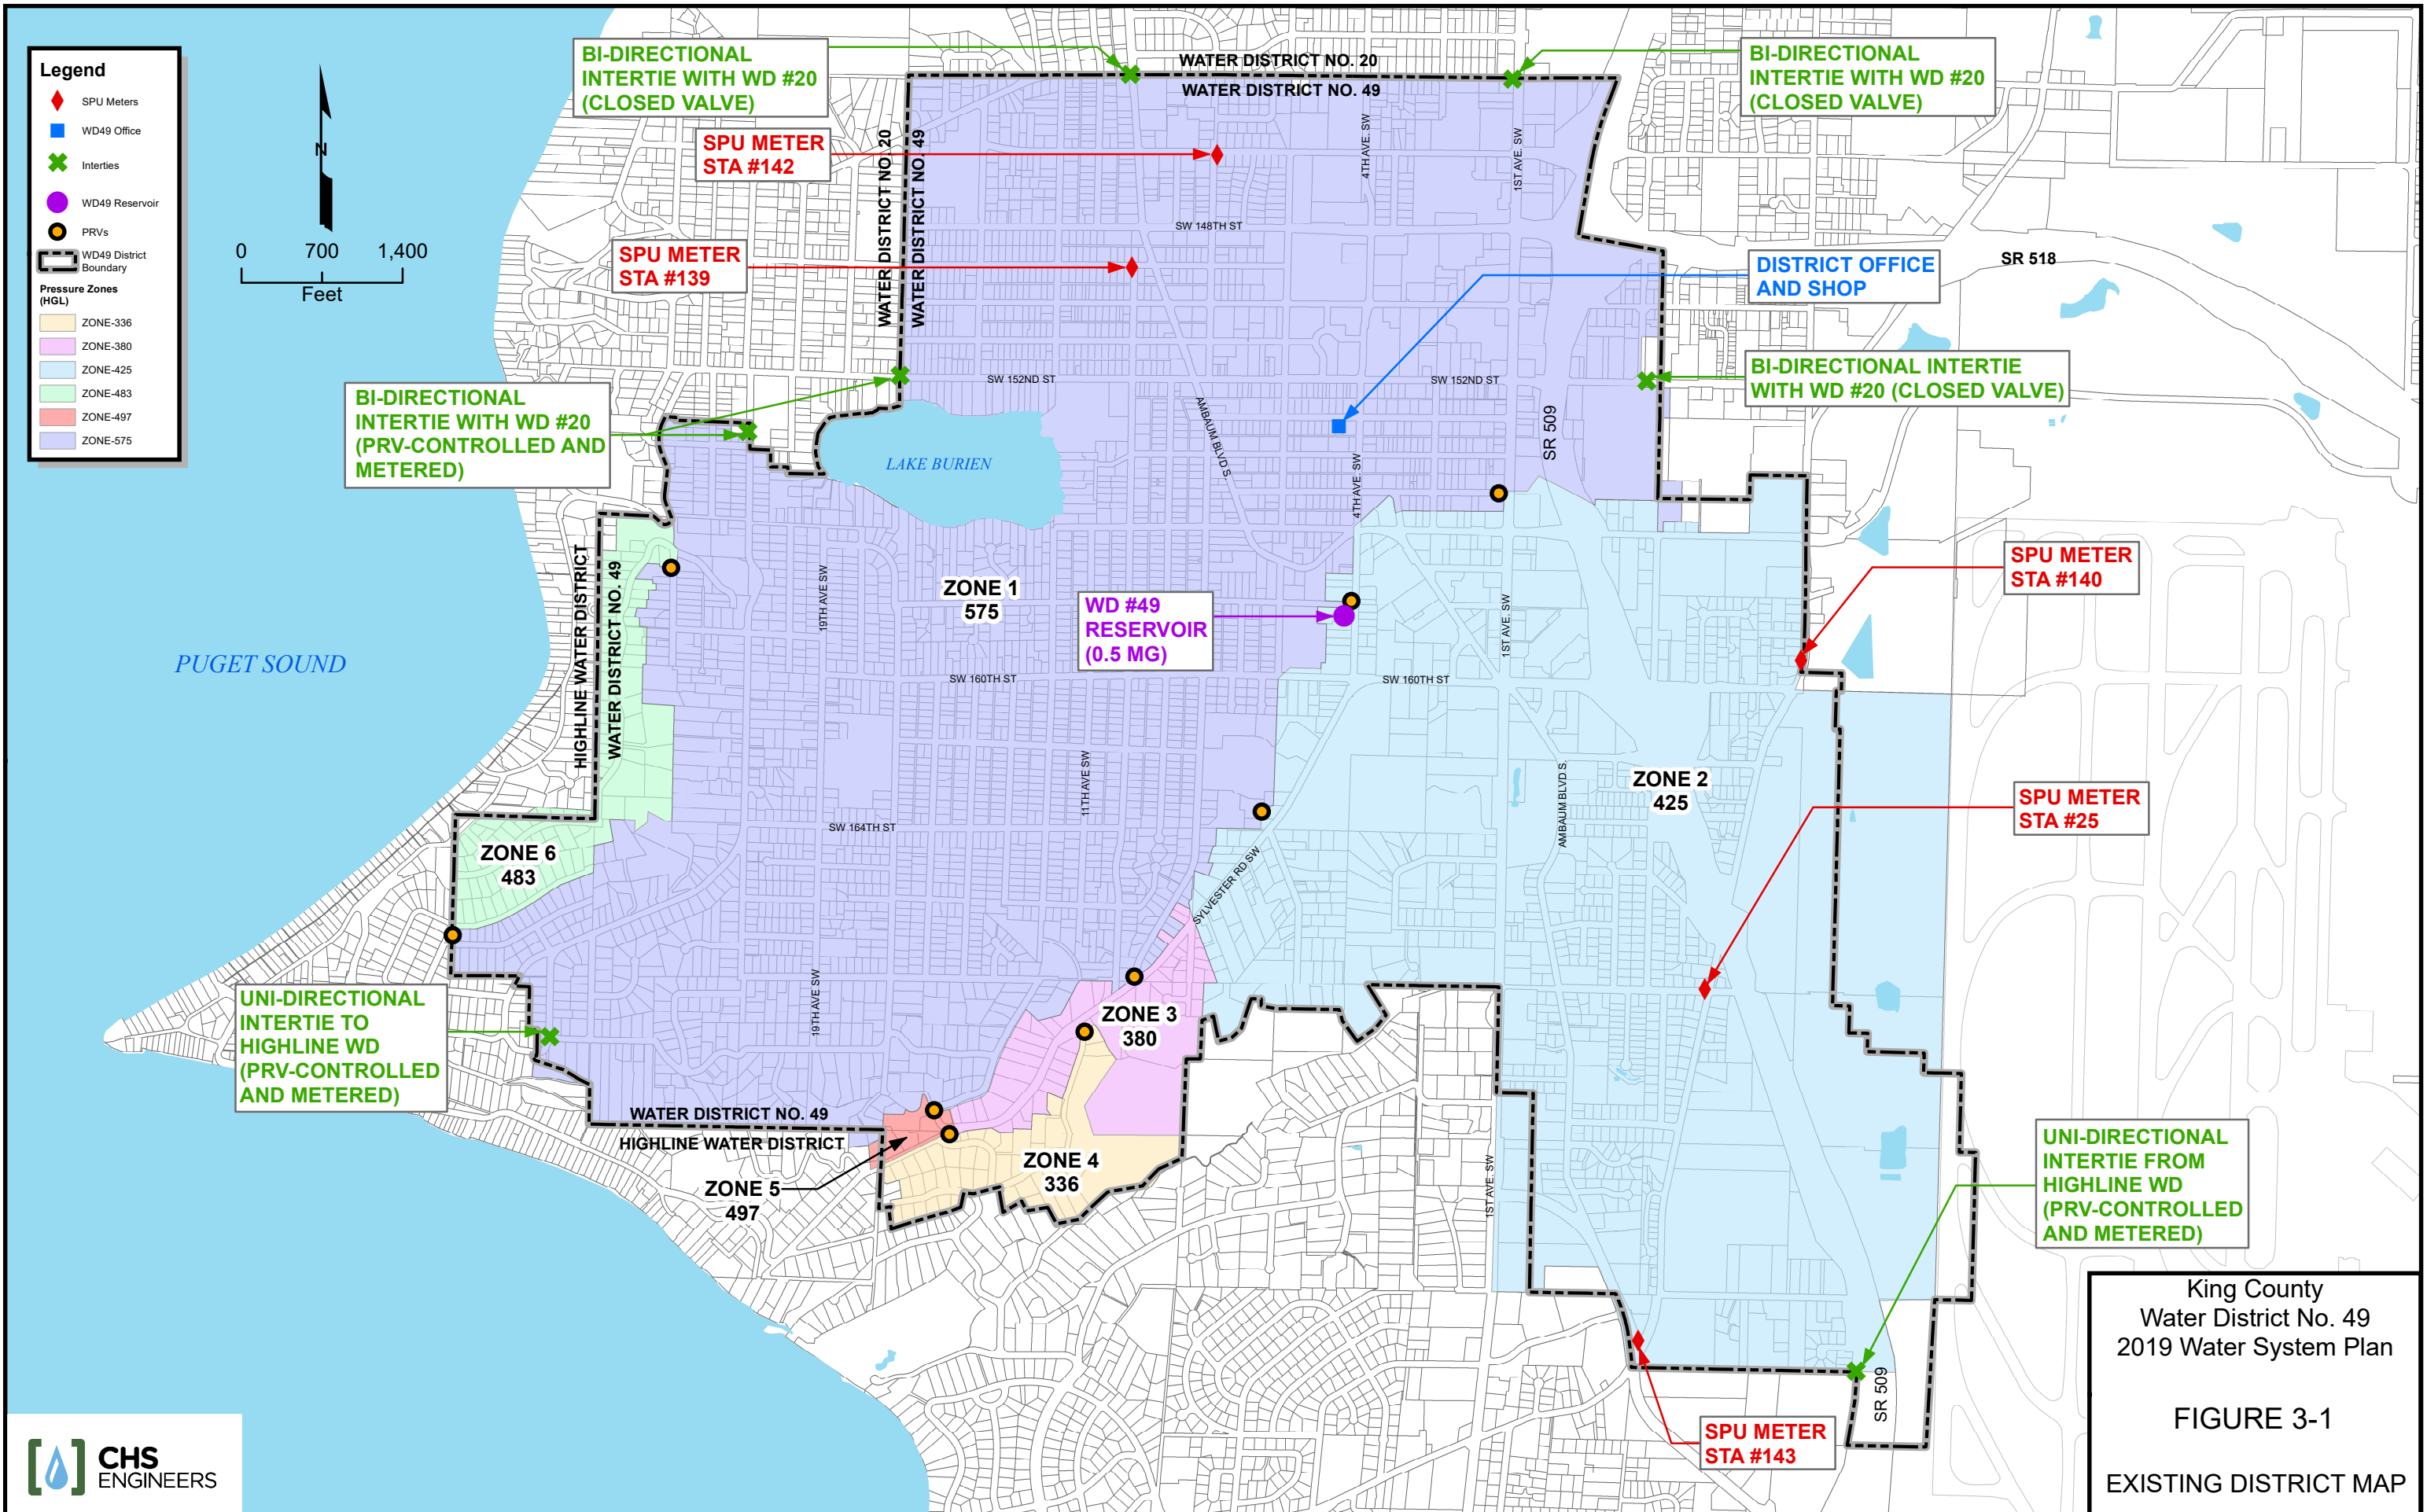 Legend
SPU Meters
WD49 Office
Interties
WD49 Reservoir
PRVs
WD49 District
Boundary
Pressure Zones
(HGL)
ZONE-336
ZONE-380
ZONE-425
ZONE-483
ZONE-497
ZONE-575
N
0 700 1,400
Feet
BI-DIRECTIONAL
INTERTIE WITH WD #20
(CLOSED VALVE)
WATER DISTRICT NO. 20
WATER DISTRICT NO. 49
BI-DIRECTIONAL
INTERTIE WITH WD #20
(CLOSED VALVE)
SPU METER
STA #142
WATER DISTRICT NO. 20
WATER DISTRICT NO. 49
4TH AVE. SW
1ST AVE. SW
SW 148TH ST
SPU METER
STA #139
DISTRICT OFFICE
AND SHOP
SR 518
BI-DIRECTIONAL
INTERTIE WITH WD #20
(PRV-CONTROLLED AND
METERED)
SW 152ND ST
SW 152ND ST
BI-DIRECTIONAL INTERTIE
WITH WD #20 (CLOSED VALVE)
AMBAUM BLVD S.
SR 509
LAKE BURIEN
4TH AVE. SW
HIGHLINE WATER DISTRICT
WATER DISTRICT NO. 49
SPU METER
STA #140
19TH AVE SW
ZONE 1
575
WD #49
RESERVOIR
(0.5 MG)
1ST AVE. SW
PUGET SOUND
SW 160TH ST
SW 160TH ST
11TH AVE SW
AMBAUM BLVD S.
ZONE 2
425
SPU METER
STA #25
SW 164TH ST
ZONE 6
483
SYLVESTER RD SW
UNI-DIRECTIONAL
INTERTIE TO
HIGHLINE WD
(PRV-CONTROLLED
AND METERED)
19TH AVE SW
ZONE 3
380
WATER DISTRICT NO. 49
HIGHLINE WATER DISTRICT
ZONE 4
336
ZONE 5
497
1ST AVE. SW
UNI-DIRECTIONAL
INTERTIE FROM
HIGHLINE WD
(PRV-CONTROLLED
AND METERED)
SR 509
SPU METER
STA #143
King County
Water District No. 49
2019 Water System Plan
FIGURE 3-1
EXISTING DISTRICT MAP
CHS
ENGINEERS